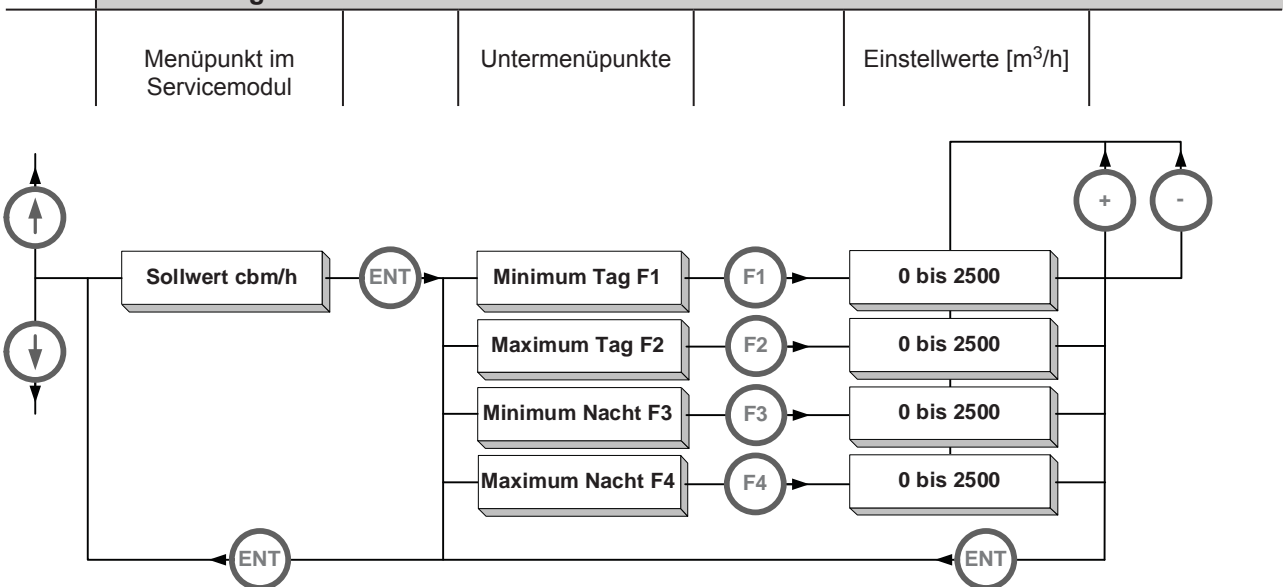 Menüpunkt im
Servicemodul
Untermenüpunkte
Einstellwerte [m³/h]
+
-
Sollwert cbm/h
ENT
Minimum Tag F1
F1
0 bis 2500
Maximum Tag F2
F2
0 bis 2500
Minimum Nacht F3
F3
0 bis 2500
Maximum Nacht F4
F4
0 bis 2500
ENT
ENT